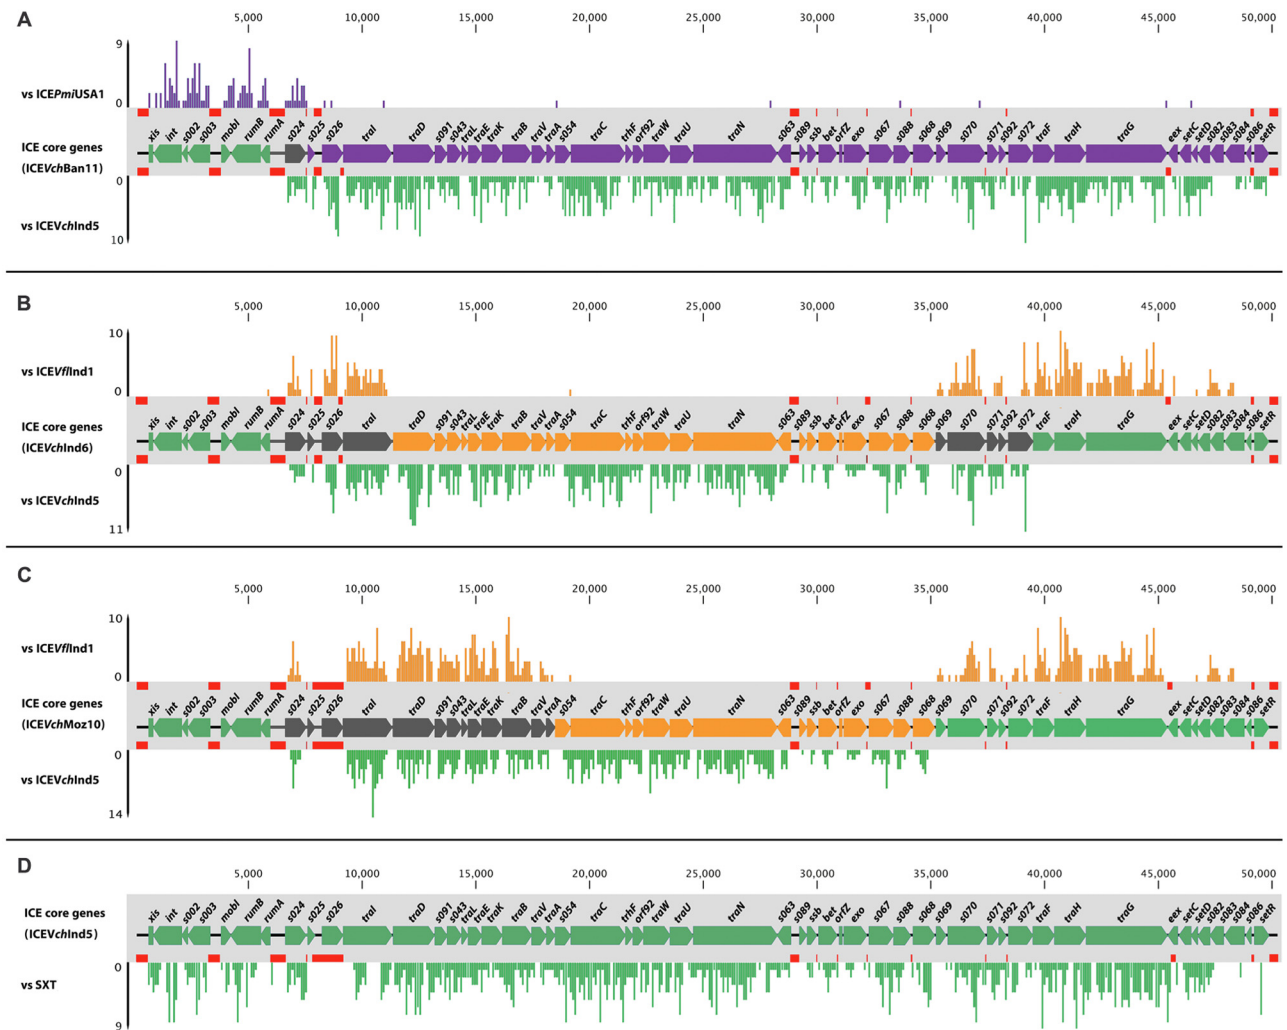 A
5,000 10,000 15,000 20,000 25,000 30,000 35,000 40,000 45,000 50,000
9
vs ICEPmiUSA1
0
xis int s002 s003 mobI rumB rumA s024 s025 s026 traI traD s091 s043 traL traE traK traB traV traA s054 traC trhF orf92 traW traU traN s063 s089 ssb bet orfZ exo s067 s088 s068 s069 s070 s071 s092 s072 traF traH traG eex setC setD s082 s083 s084 s086 setR
ICE core genes
(ICEVchBan11)
0
vs ICEVchInd5
10
B
5,000 10,000 15,000 20,000 25,000 30,000 35,000 40,000 45,000 50,000
10
vs ICEVflInd1
0
xis int s002 s003 mobI rumB rumA s024 s025 s026 traI traD s091 s043 traL traE traK traB traV traA s054 traC trhF orf92 traW traU traN s063 s089 ssb bet orfZ exo s067 s088 s068 s069 s070 s071 s092 s072 traF traH traG eex setC setD s082 s083 s084 s086 setR
ICE core genes
(ICEVchInd6)
0
vs ICEVchInd5
11
C
5,000 10,000 15,000 20,000 25,000 30,000 35,000 40,000 45,000 50,000
10
vs ICEVflInd1
0
xis int s002 s003 mobI rumB rumA s024 s025 s026 traI traD s091 s043 traL traE traK traB traV traA s054 traC trhF orf92 traW traU traN s063 s089 ssb bet orfZ exo s067 s088 s068 s069 s070 s071 s092 s072 traF traH traG eex setC setD s082 s083 s084 s086 setR
ICE core genes
(ICEVchMoz10)
0
vs ICEVchInd5
14
D
5,000 10,000 15,000 20,000 25,000 30,000 35,000 40,000 45,000 50,000
xis int s002 s003 mobI rumB rumA s024 s025 s026 traI traD s091 s043 traL traE traK traB traV traA s054 traC trhF orf92 traW traU traN s063 s089 ssb bet orfZ exo s067 s088 s068 s069 s070 s071 s092 s072 traF traH traG eex setC setD s082 s083 s084 s086 setR
ICE core genes
(ICEVchInd5)
0
vs SXT
9